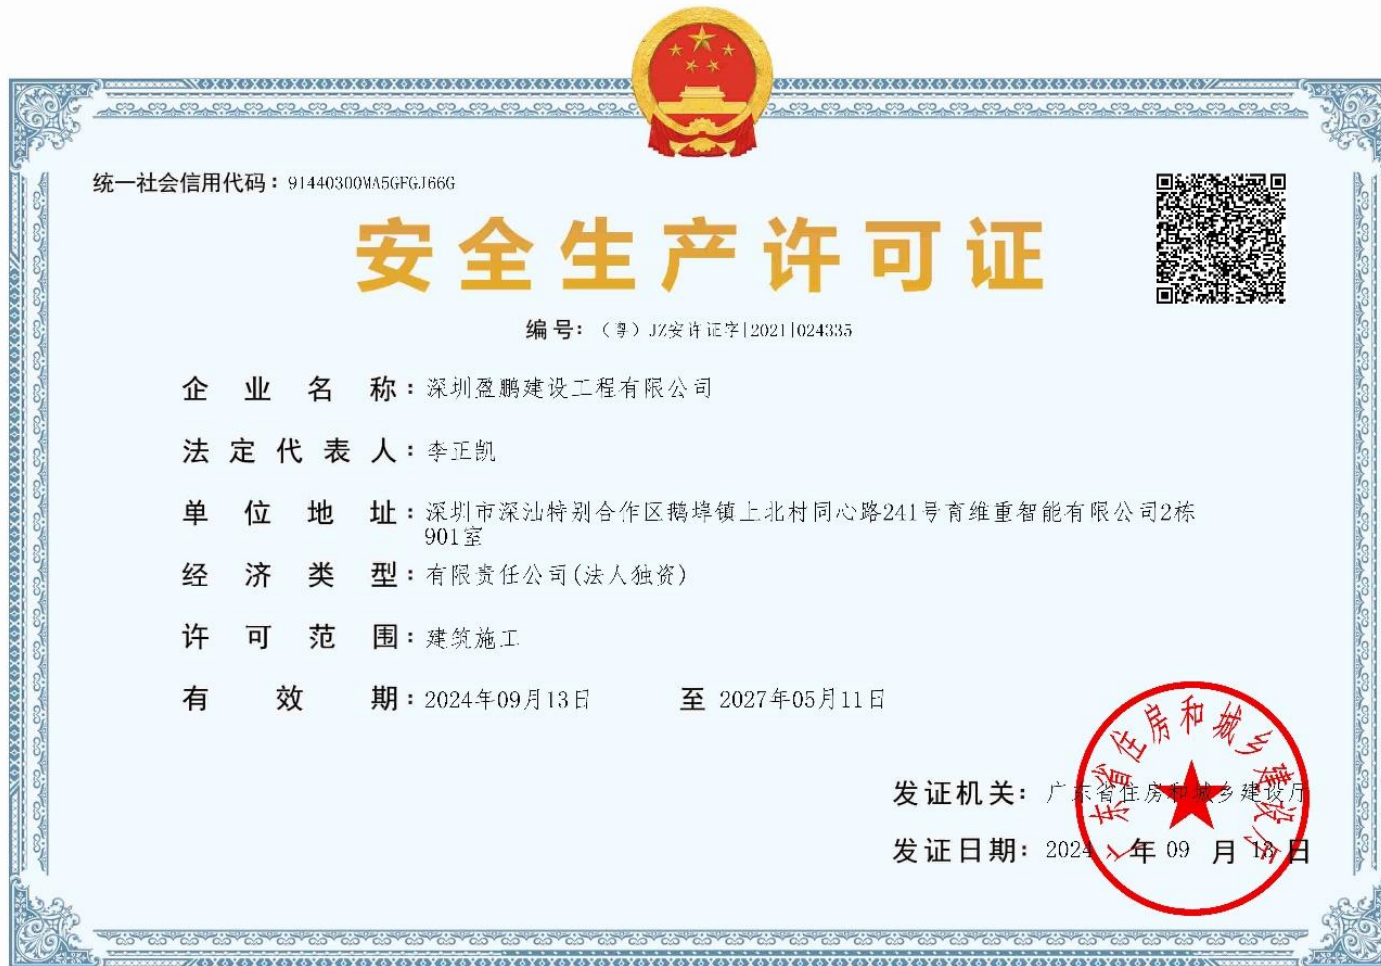 统一社会信用代码：91440300MA5GFGJ66G
安全生产许可证
编号：（粤）JZ安许证字[2021]024335
企业名称：深圳盈鹏建设工程有限公司
法定代表人：李正凯
单位地址：深圳市深汕特别合作区鹅埠镇上北村同心路241号育维重智能有限公司2栋
901室
经济类型：有限责任公司(法人独资)
许可范围：建筑施工
有效期：2024年09月13日 至 2027年05月11日
广东省住房和城乡建设厅
发证机关：广东省住房和城乡建设厅
发证日期：2024年09月13日